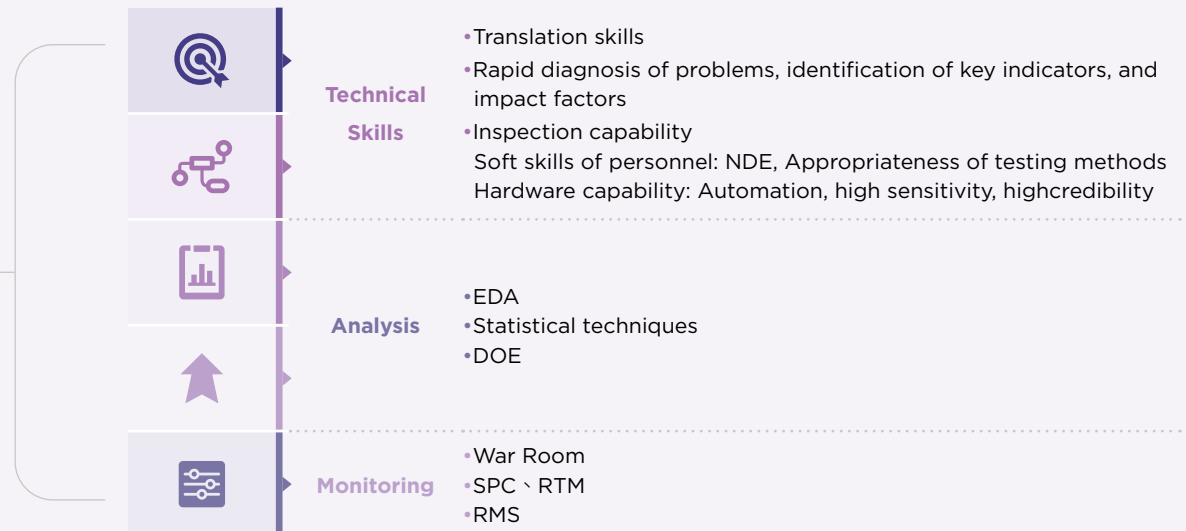 Technical
Skills
•Translation skills
•Rapid diagnosis of problems, identification of key indicators, and
impact factors
•Inspection capability
Soft skills of personnel: NDE, Appropriateness of testing methods
Hardware capability: Automation, high sensitivity, highcredibility
Analysis
•EDA
•Statistical techniques
•DOE
Monitoring
•War Room
•SPC、RTM
•RMS